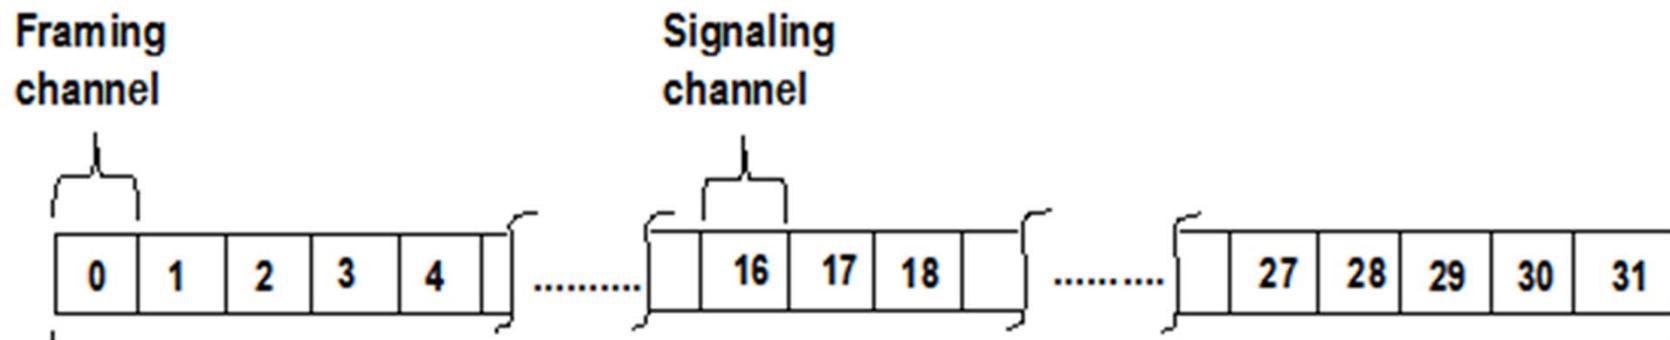 Framing
channel
Signaling
channel
0 1 2 3 4 .......... 16 17 18 .......... 27 28 29 30 31